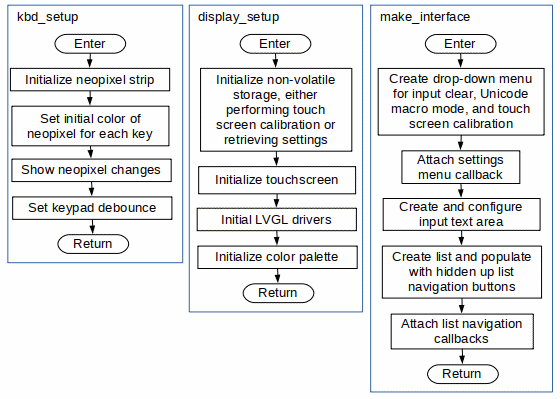 kbd_setup
Enter
Initialize neopixel strip
Set initial color of
neopixel for each key
Show neopixel changes
Set keypad debounce
Return
display_setup
Enter
Initialize non-volatile
storage, either
performing touch
screen calibration or
retrieving settings
Initialize touchscreen
Initial LVGL drivers
Initialize color palette
Return
make_interface
Enter
Create drop-down menu
for input clear, Unicode
macro mode, and touch
screen calibration
Attach settings
menu callback
Create and configure
input text area
Create list and populate
with hidden up list
navigation buttons
Attach list navigation
callbacks
Return